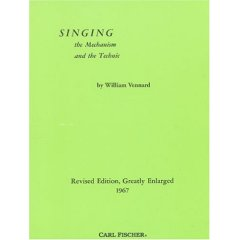 SINGING
the Mechanism
and the Technic
by William Vennard
Revised Edition, Greatly Enlarged
1967
CARL FISCHER